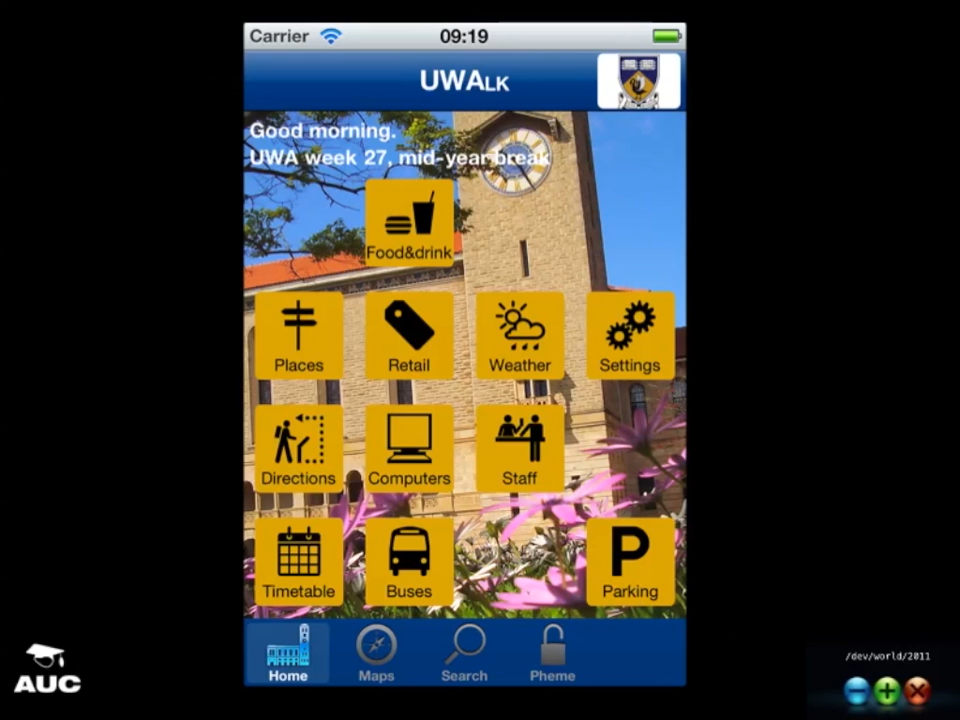 Carrier 09:19
UWALK
Good morning.
UWA week 27, mid-year break
Food&drink
Places Retail Weather Settings
Directions Computers Staff
Timetable Buses P Parking
Home Maps Search Pheme
AUC
/dev/world/2011